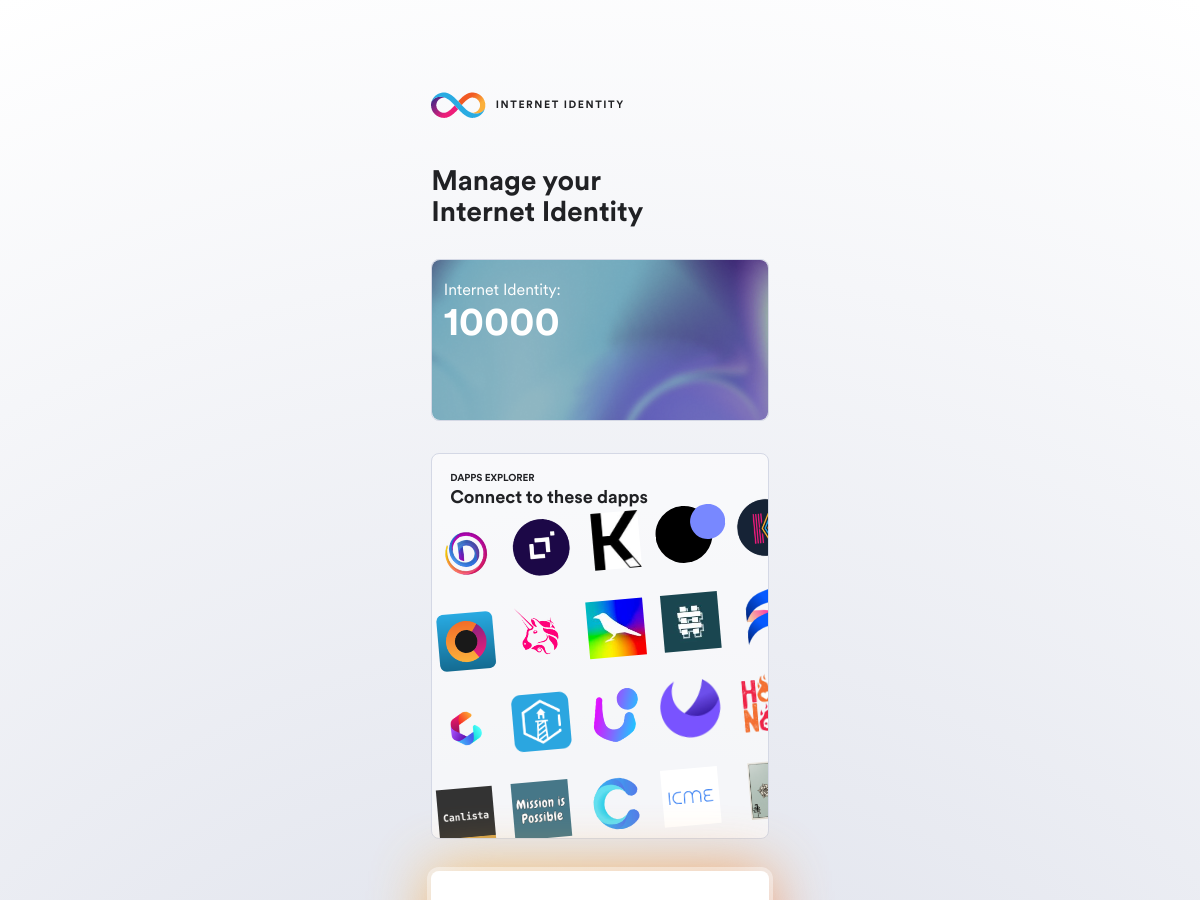 INTERNET IDENTITY
Manage your
Internet Identity
Internet Identity:
10000
DAPPS EXPLORER
Connect to these dapps
K
Canlista
Mission is
Possible
ICME